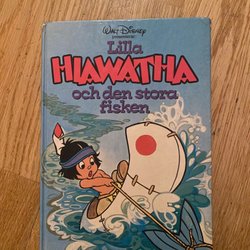 WALT DISNEY
presenterar
Lilla
HIAWATHA
och den stora
fisken